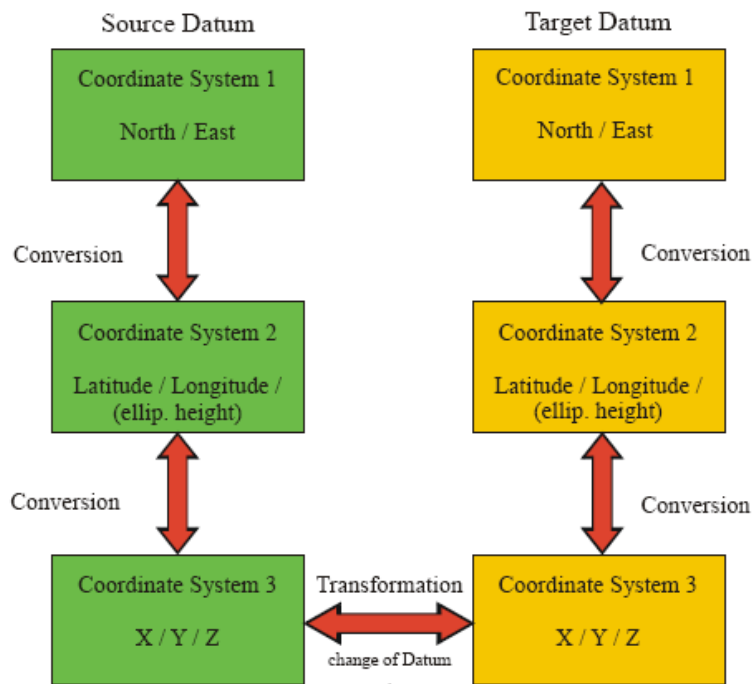 Source Datum
Target Datum
Coordinate System 1
North / East
Coordinate System 1
North / East
Conversion
Conversion
Coordinate System 2
Latitude / Longitude /
(ellip. height)
Coordinate System 2
Latitude / Longitude /
(ellip. height)
Conversion
Conversion
Coordinate System 3
X / Y / Z
Transformation
change of Datum
Coordinate System 3
X / Y / Z